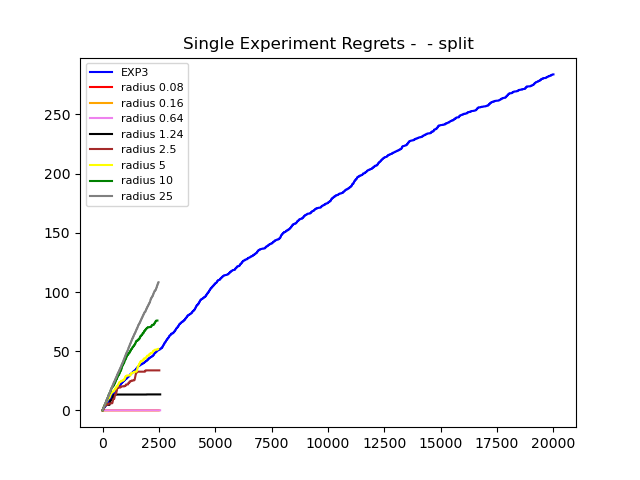 Single Experiment Regrets -  - split
EXP3
radius 0.08
radius 0.16
radius 0.64
radius 1.24
radius 2.5
radius 5
radius 10
radius 25
250
200
150
100
50
0
0 2500 5000 7500 10000 12500 15000 17500 20000